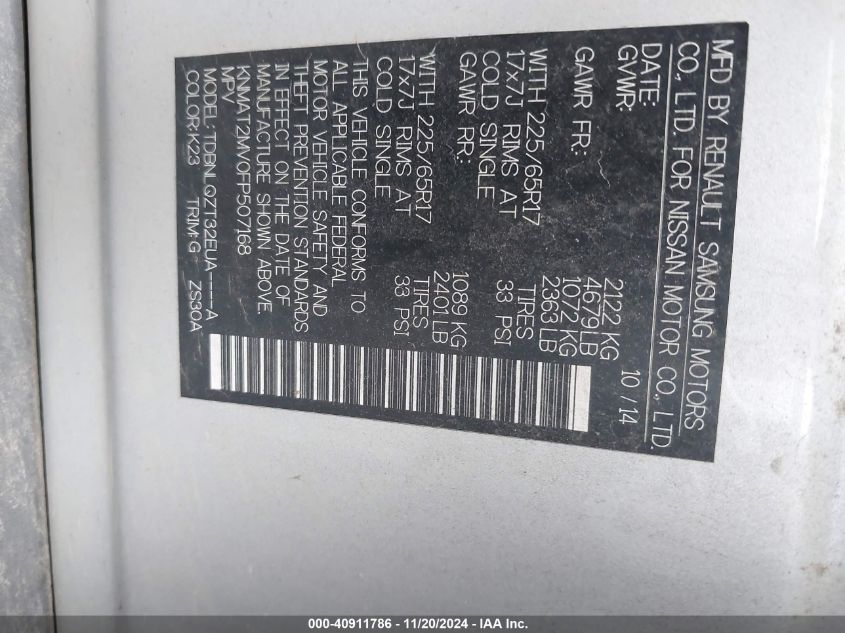 MFD BY RENAULT SAMSUNG MOTORS
CO., LTD. FOR NISSAN MOTOR CO., LTD.
DATE: 10 / 14
GVWR: 2122 KG
4679 LB
GAWR FR: 1072 KG
2363 LB
WITH 225/65R17 TIRES
17x7J RIMS AT 33 PSI
COLD SINGLE
GAWR RR: 1089 KG
2401 LB
WITH 225/65R17 TIRES
17x7J RIMS AT 33 PSI
COLD SINGLE
THIS VEHICLE CONFORMS TO
ALL APPLICABLE FEDERAL
MOTOR VEHICLE SAFETY AND
THEFT PREVENTION STANDARDS
IN EFFECT ON THE DATE OF
MANUFACTURE SHOWN ABOVE.
KNMAT2MV0FP507168
MPV
MODEL: TDBNLQZT32EUA----A
COLOR: K23 TRIM: G ZS30A
000-40911786 - 11/20/2024 - IAA Inc.